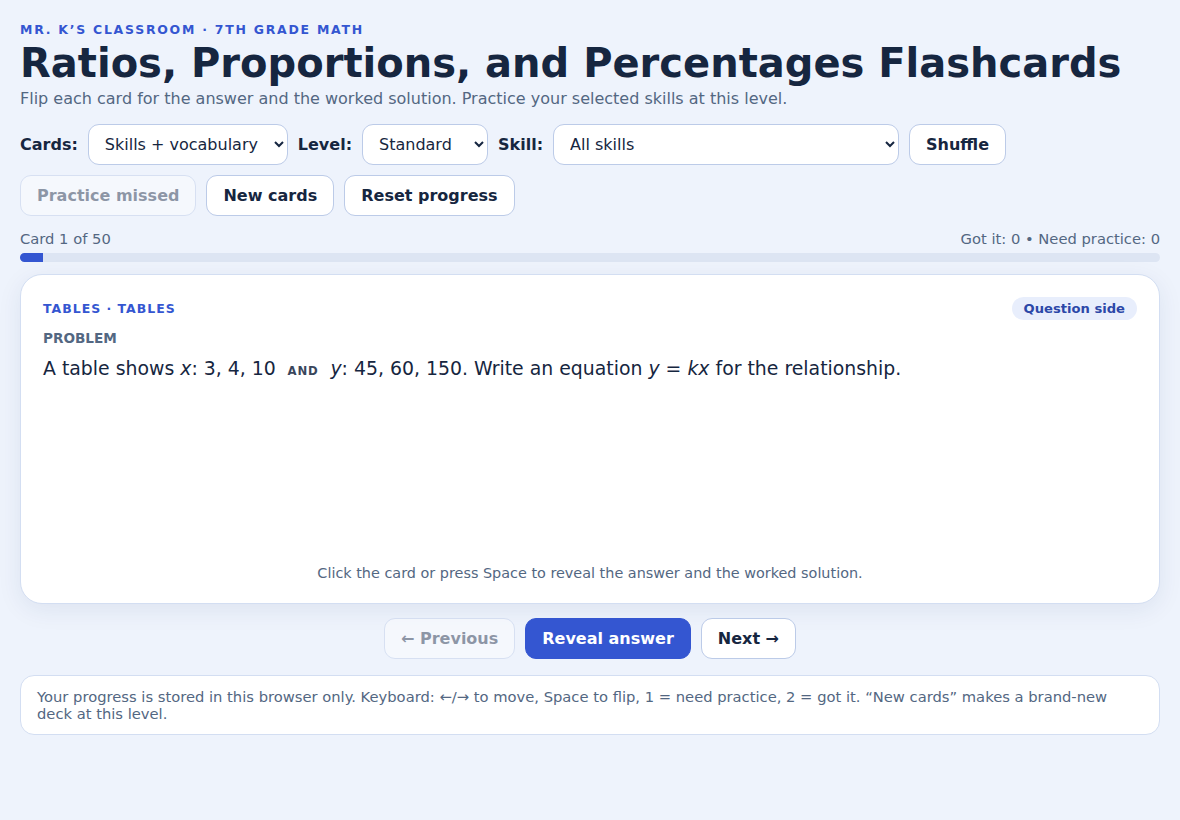 MR. K’S CLASSROOM · 7TH GRADE MATH
Ratios, Proportions, and Percentages Flashcards
Flip each card for the answer and the worked solution. Practice your selected skills at this level.
Cards: Skills + vocabulary Level: Standard Skill: All skills Shuffle
Practice missed New cards Reset progress
Card 1 of 50 Got it: 0 • Need practice: 0
TABLES · TABLES Question side
PROBLEM
A table shows x: 3, 4, 10 AND y: 45, 60, 150. Write an equation y = kx for the relationship.
Click the card or press Space to reveal the answer and the worked solution.
← Previous Reveal answer Next →
Your progress is stored in this browser only. Keyboard: ←/→ to move, Space to flip, 1 = need practice, 2 = got it. “New cards” makes a brand-new
deck at this level.